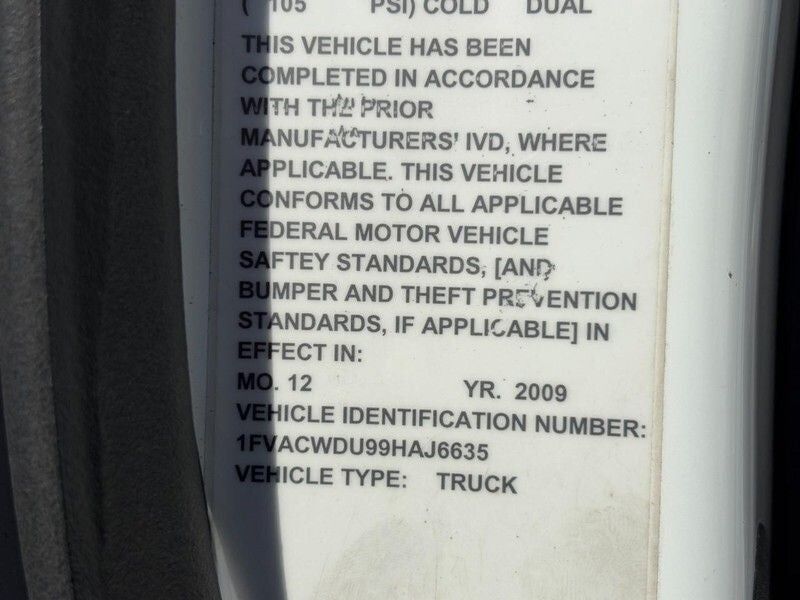 ( 105 PSI) COLD DUAL
THIS VEHICLE HAS BEEN
COMPLETED IN ACCORDANCE
WITH THE PRIOR
MANUFACTURERS' IVD, WHERE
APPLICABLE. THIS VEHICLE
CONFORMS TO ALL APPLICABLE
FEDERAL MOTOR VEHICLE
SAFTEY STANDARDS, [AND
BUMPER AND THEFT PREVENTION
STANDARDS, IF APPLICABLE] IN
EFFECT IN:
MO. 12 YR. 2009
VEHICLE IDENTIFICATION NUMBER:
1FVACWDU99HAJ6635
VEHICLE TYPE: TRUCK